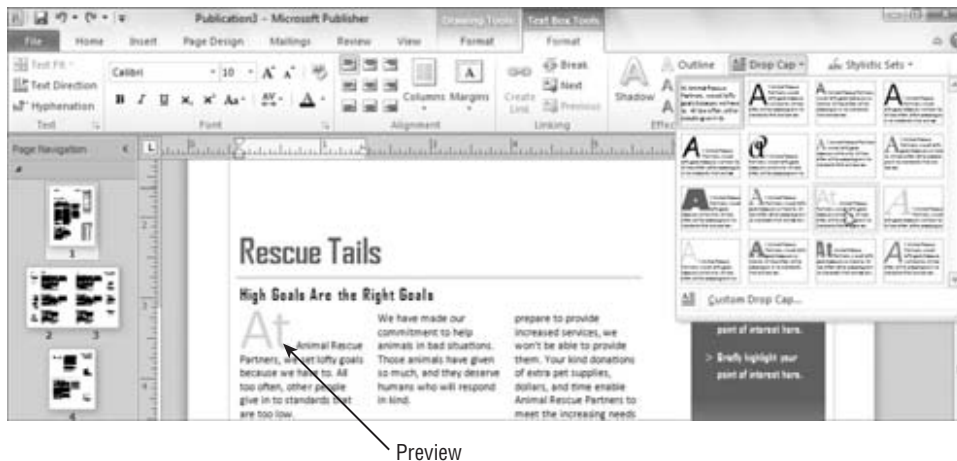 Publication3 - Microsoft Publisher
Drawing Tools
Text Box Tools
File Home Insert Page Design Mailings Review View Format Format
Text Fit
Text Direction
Hyphenation
Text
Calibri 10
B I U
Font
Columns Margins
Alignment
Create Link
Break
Next
Previous
Linking
Shadow
Outline
Drop Cap
Stylistic Sets
Custom Drop Cap...
Page Navigation
1
2 3
4
Rescue Tails
High Goals Are the Right Goals
At Animal Rescue
Partners, we set lofty goals
because we have to. All
too often, other people
give in to standards that
are too low.
We have made our
commitment to help
animals in bad situations.
Those animals have given
so much, and they deserve
humans who will respond
in kind.
prepare to provide
increased services, we
won't be able to provide
them. Your kind donations
of extra pet supplies,
dollars, and time enable
Animal Rescue Partners to
meet the increasing needs
point of interest here.
> Briefly highlight your
point of interest here.
Preview